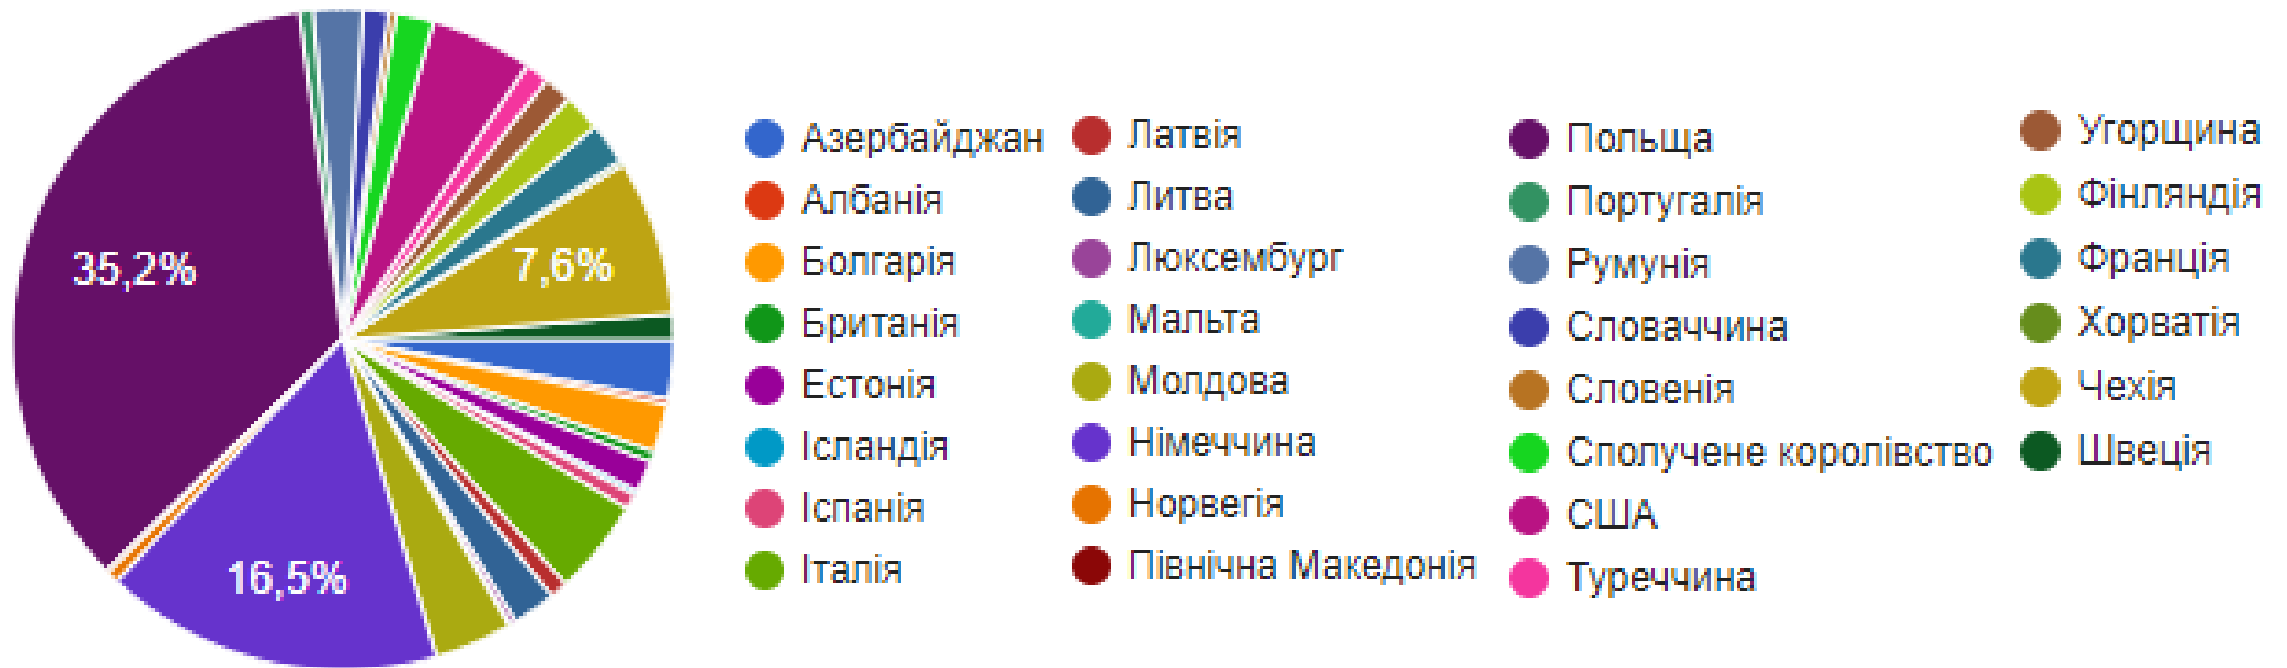 35,2%
7,6%
16,5%
Азербайджан
Албанія
Болгарія
Британія
Естонія
Ісландія
Іспанія
Італія
Латвія
Литва
Люксембург
Мальта
Молдова
Німеччина
Норвегія
Північна Македонія
Польща
Португалія
Румунія
Словаччина
Словенія
Сполучене королівство
США
Туреччина
Угорщина
Фінляндія
Франція
Хорватія
Чехія
Швеція